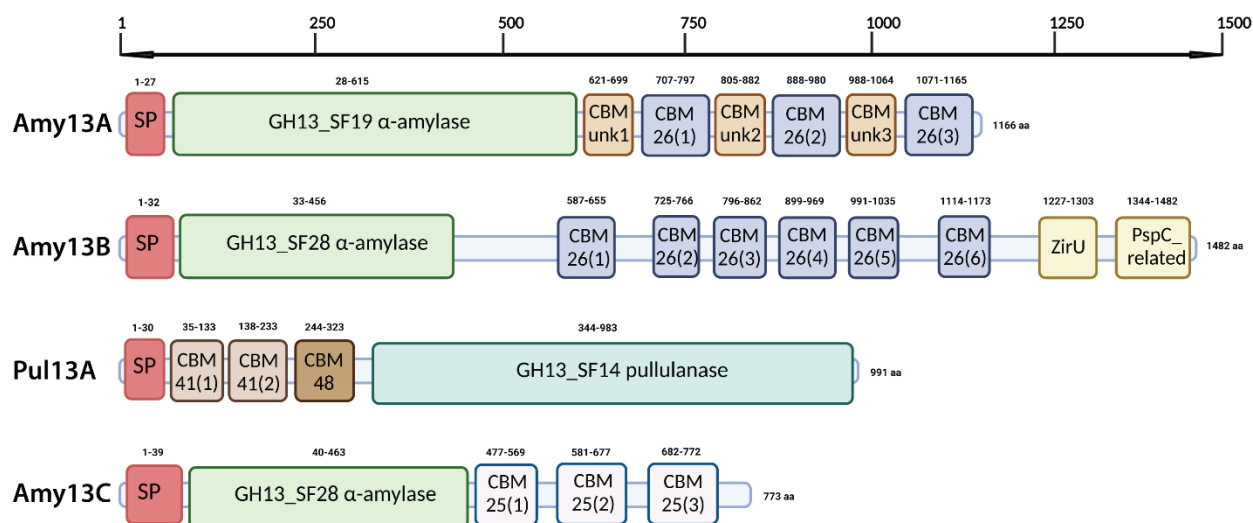 1 250 500 750 1000 1250 1500
1-27 28-615 621-699 707-797 805-882 888-980 988-1064 1071-1165
Amy13A SP GH13_SF19 α-amylase CBM unk1 CBM 26(1) CBM unk2 CBM 26(2) CBM unk3 CBM 26(3) 1166 aa
1-32 33-456 587-655 725-766 796-862 899-969 991-1035 1114-1173 1227-1303 1344-1482
Amy13B SP GH13_SF28 α-amylase CBM 26(1) CBM 26(2) CBM 26(3) CBM 26(4) CBM 26(5) CBM 26(6) ZirU PspC_ related 1482 aa
1-30 35-133 138-233 244-323 344-983
Pul13A SP CBM 41(1) CBM 41(2) CBM 48 GH13_SF14 pullulanase 991 aa
1-39 40-463 477-569 581-677 682-772
Amy13C SP GH13_SF28 α-amylase CBM 25(1) CBM 25(2) CBM 25(3) 773 aa